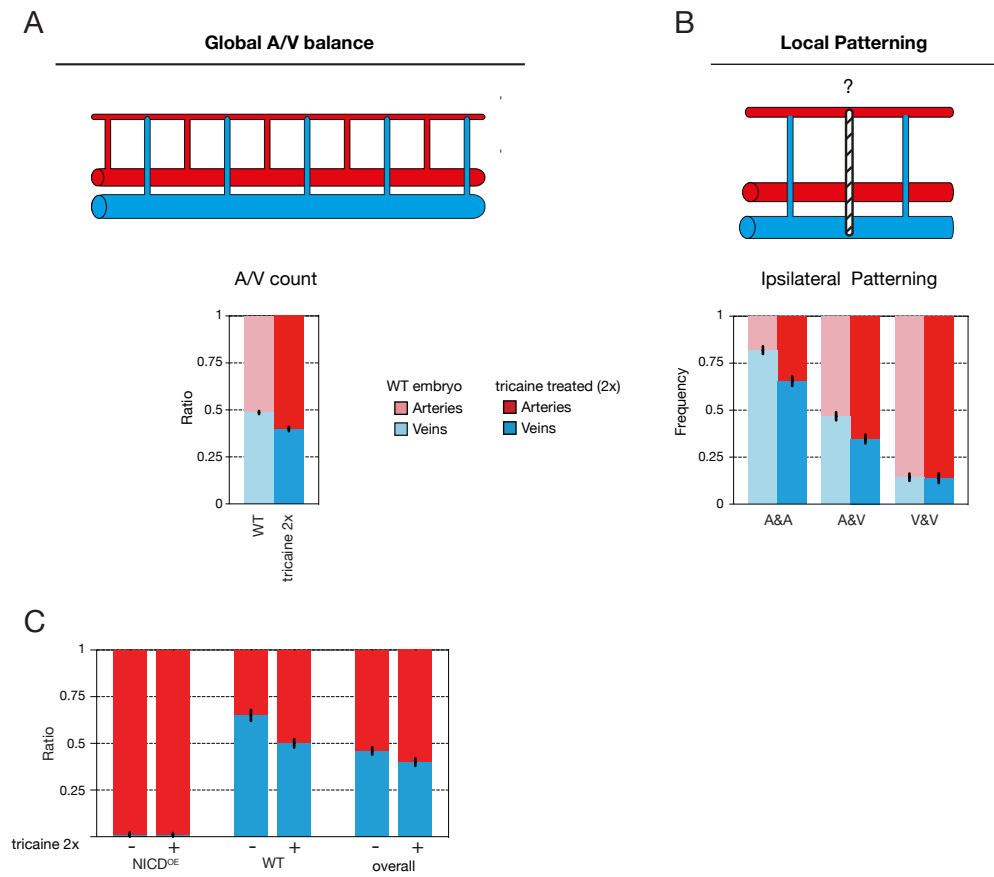 A
Global A/V balance
B
Local Patterning
?
A/V count
Ratio
1
0.75
0.5
0.25
0
WT
tricaine 2x
WT embryo
Arteries
Veins
tricaine treated (2x)
Arteries
Veins
Ipsilateral Patterning
Frequency
1
0.75
0.5
0.25
0
A&A
A&V
V&V
C
Ratio
1
0.75
0.5
0.25
tricaine 2x
- + - + - +
NICD^OE WT overall